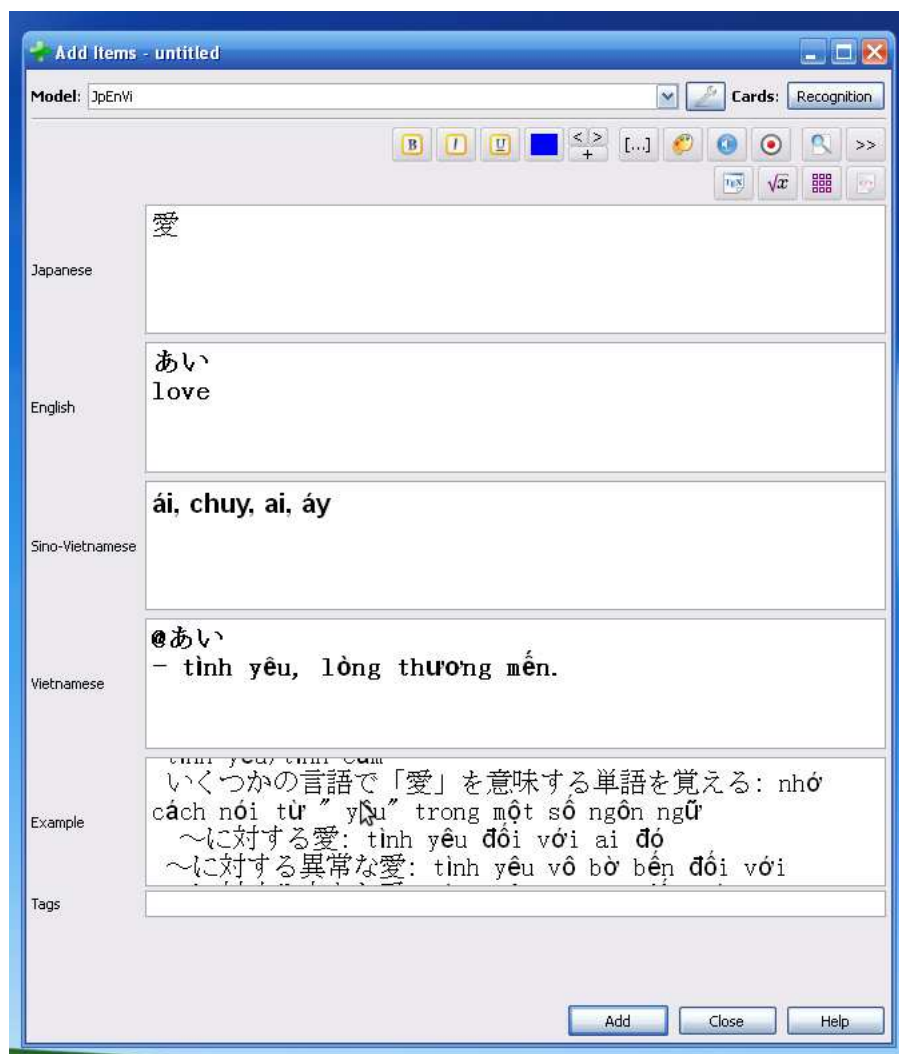 Add Items - untitled
Model: JpEnVi Cards: Recognition
B I U < > + [...] >>
TEX √x
Japanese
愛
English
あい
love
Sino-Vietnamese
ái, chuy, ai, áy
Vietnamese
@あい
- tình yêu, lòng thương mến.
Example
いくつかの言語で「愛」を意味する単語を覚える: nhớ
cách nói từ " yêu" trong một số ngôn ngữ
～に対する愛: tình yêu đối với ai đó
～に対する異常な愛: tình yêu vô bờ bến đối với
Tags
Add Close Help